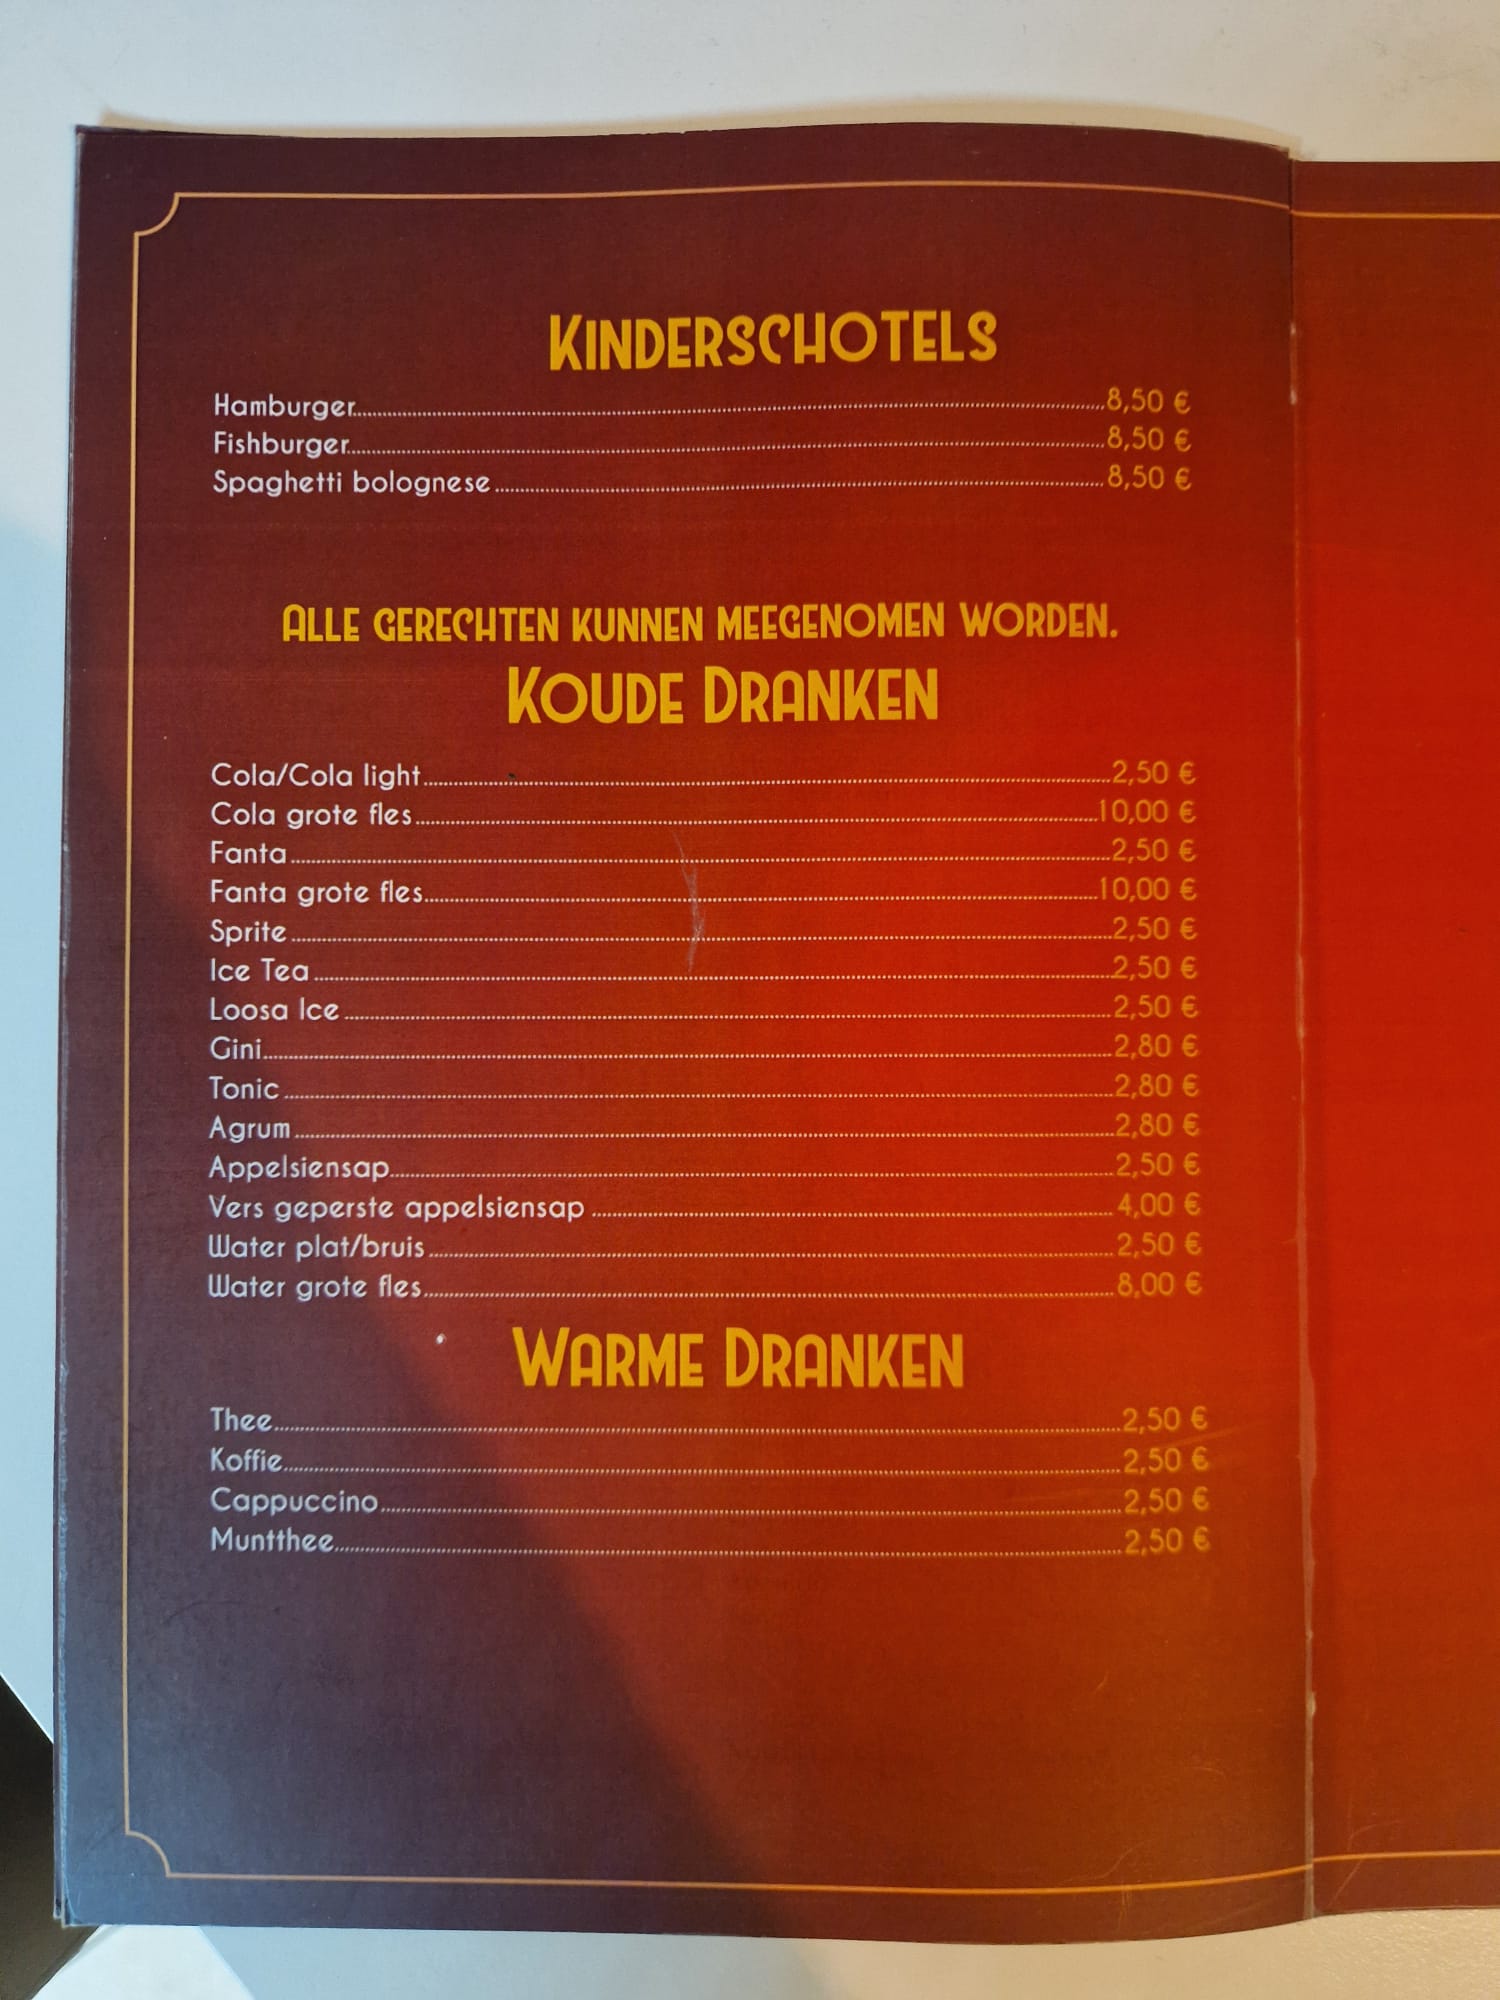 Kinderschotels
Hamburger 8,50 €
Fishburger 8,50 €
Spaghetti bolognese 8,50 €
Alle gerechten kunnen meegenomen worden.
Koude Dranken
Cola/Cola light 2,50 €
Cola grote fles 10,00 €
Fanta 2,50 €
Fanta grote fles 10,00 €
Sprite 2,50 €
Ice Tea 2,50 €
Loosa Ice 2,50 €
Gini 2,80 €
Tonic 2,80 €
Agrum 2,80 €
Appelsiensap 2,50 €
Vers geperste appelsiensap 4,00 €
Water plat/bruis 2,50 €
Water grote fles 8,00 €
Warme Dranken
Thee 2,50 €
Koffie 2,50 €
Cappuccino 2,50 €
Muntthee 2,50 €